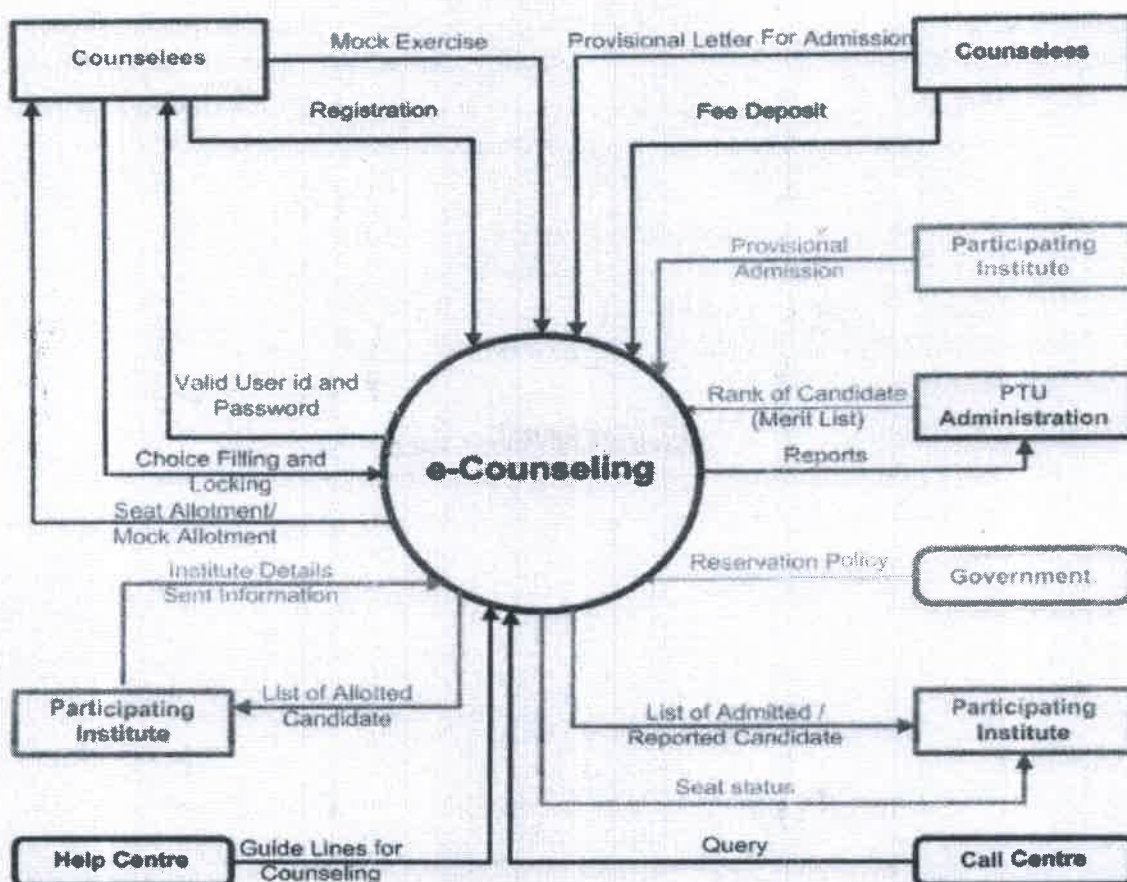 Counselees
Mock Exercise
Provisional Letter For Admission
Counselees
Registration
Fee Deposit
Provisional
Admission
Participating
Institute
Valid User id and
Password
Rank of Candidate
(Merit List)
PTU
Administration
Choice Filling and
Locking
e-Counseling
Reports
Seat Allotment/
Mock Allotment
Institute Details
Sent Information
Reservation Policy
Government
Participating
Institute
List of Allotted
Candidate
List of Admitted /
Reported Candidate
Participating
Institute
Seat status
Help Centre
Guide Lines for
Counseling
Query
Call Centre